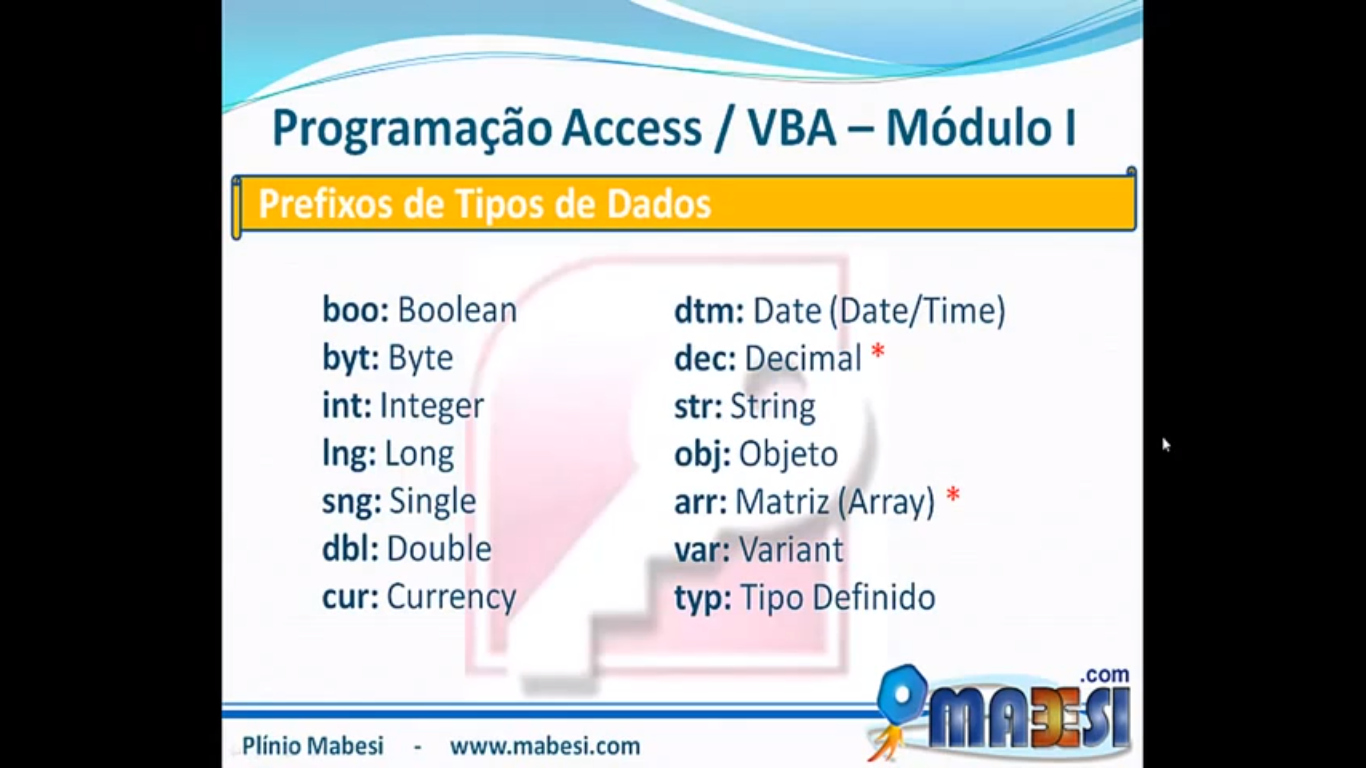 Programação Access / VBA – Módulo I
Prefixos de Tipos de Dados
boo: Boolean
byt: Byte
int: Integer
lng: Long
sng: Single
dbl: Double
cur: Currency
dtm: Date (Date/Time)
dec: Decimal *
str: String
obj: Objeto
arr: Matriz (Array) *
var: Variant
typ: Tipo Definido
.com
MABESI
Plínio Mabesi - www.mabesi.com